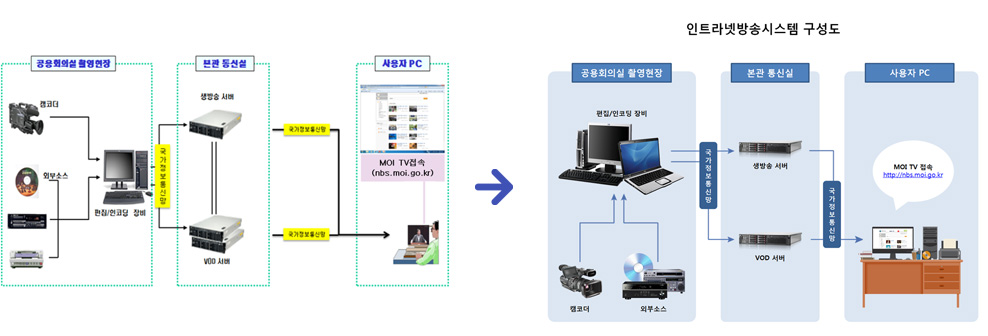 공용회의실 촬영현장
본관 통신실
사용자 PC
캠코더
외부소스
편집/인코딩 장비
국가정보통신망
생방송 서버
VOD 서버
국가정보통신망
국가정보통신망
MOI TV접속
(nbs.moi.go.kr)
인트라넷방송시스템 구성도
공용회의실 촬영현장
본관 통신실
사용자 PC
편집/인코딩 장비
캠코더
외부소스
국가정보통신망
생방송 서버
VOD 서버
국가정보통신망
MOI TV 접속
http://nbs.moi.go.kr